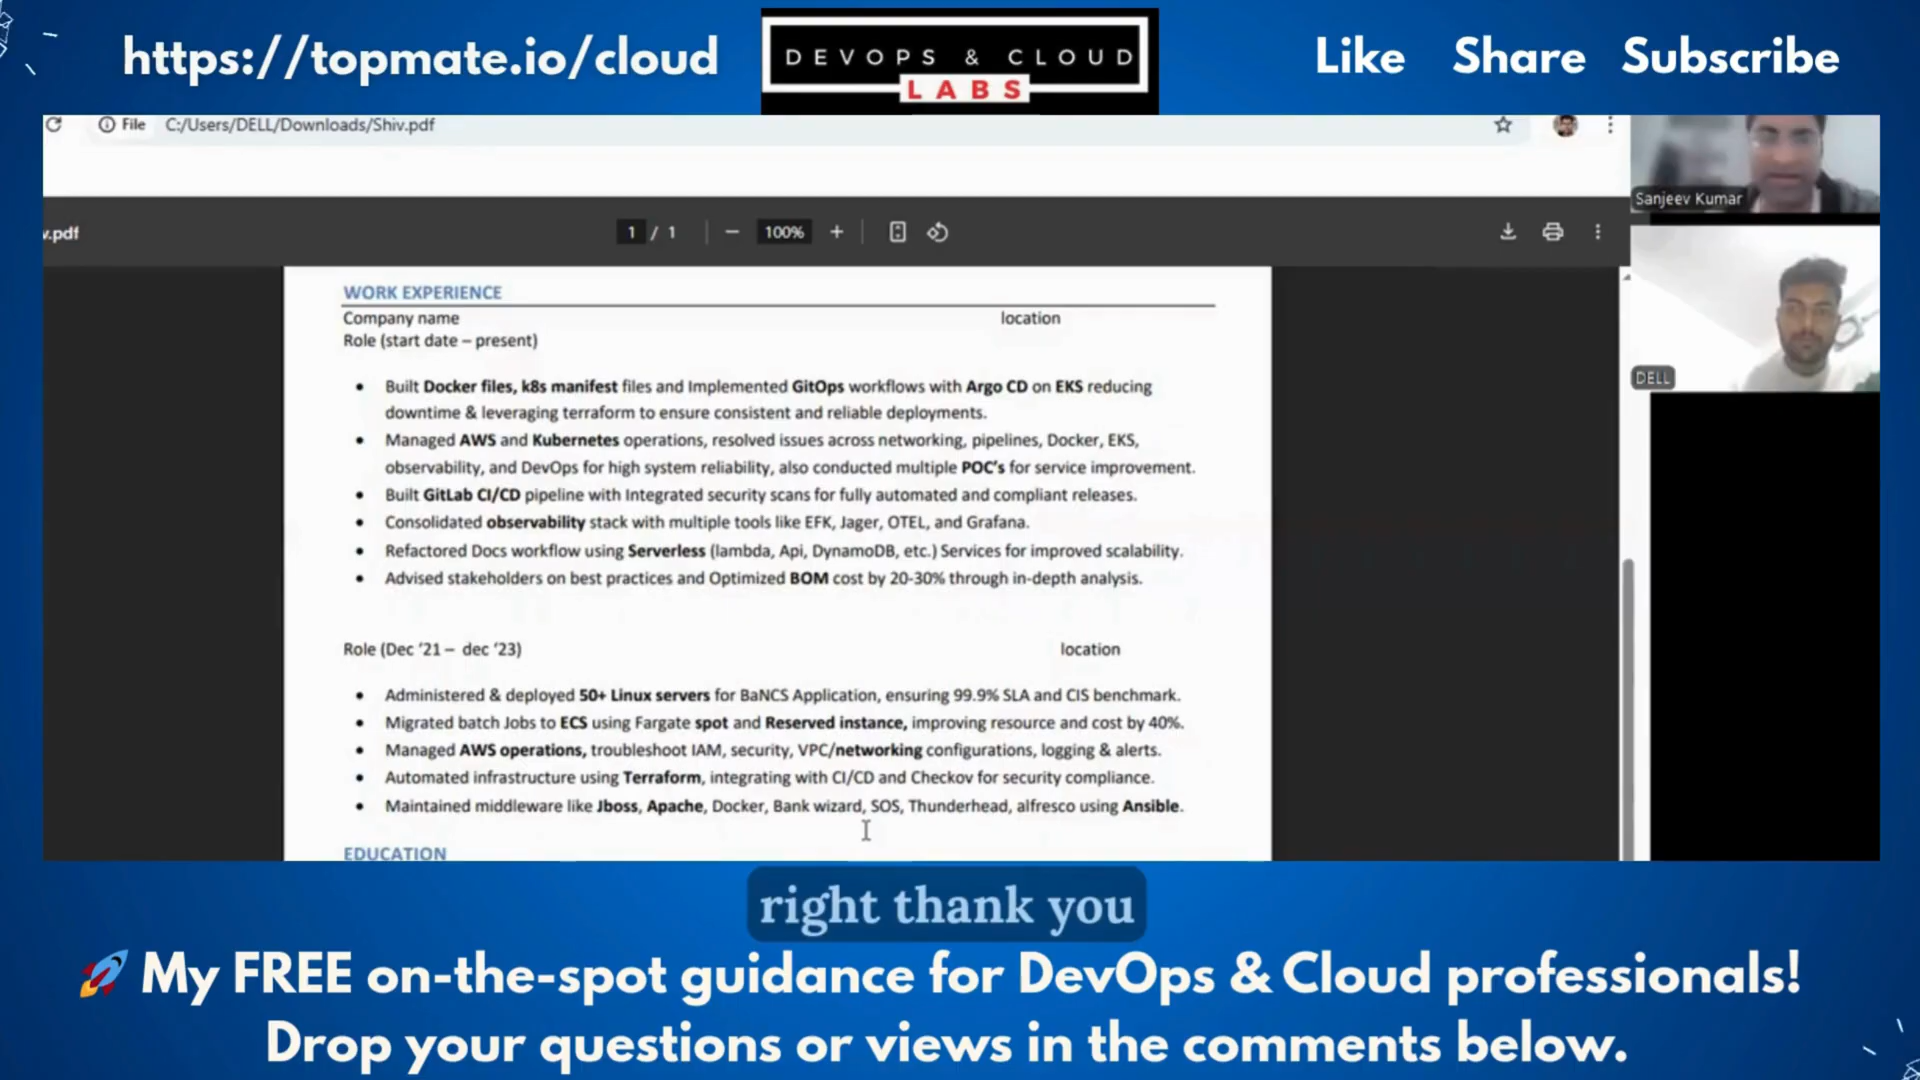 https://topmate.io/cloud
DEVOPS & CLOUD
LABS
Like Share Subscribe
File C:/Users/DELL/Downloads/Shiv.pdf
v.pdf
1 / 1
100%
Sanjeev Kumar
DELL
WORK EXPERIENCE
Company name location
Role (start date – present)
• Built Docker files, k8s manifest files and Implemented GitOps workflows with Argo CD on EKS reducing
downtime & leveraging terraform to ensure consistent and reliable deployments.
• Managed AWS and Kubernetes operations, resolved issues across networking, pipelines, Docker, EKS,
observability, and DevOps for high system reliability, also conducted multiple POC's for service improvement.
• Built GitLab CI/CD pipeline with Integrated security scans for fully automated and compliant releases.
• Consolidated observability stack with multiple tools like EFK, Jager, OTEL, and Grafana.
• Refactored Docs workflow using Serverless (lambda, Api, DynamoDB, etc.) Services for improved scalability.
• Advised stakeholders on best practices and Optimized BOM cost by 20-30% through in-depth analysis.
Role (Dec '21 – dec '23) location
• Administered & deployed 50+ Linux servers for BaNCS Application, ensuring 99.9% SLA and CIS benchmark.
• Migrated batch Jobs to ECS using Fargate spot and Reserved instance, improving resource and cost by 40%.
• Managed AWS operations, troubleshoot IAM, security, VPC/networking configurations, logging & alerts.
• Automated infrastructure using Terraform, integrating with CI/CD and Checkov for security compliance.
• Maintained middleware like Jboss, Apache, Docker, Bank wizard, SOS, Thunderhead, alfresco using Ansible.
EDUCATION
right thank you
🚀 My FREE on-the-spot guidance for DevOps & Cloud professionals!
Drop your questions or views in the comments below.